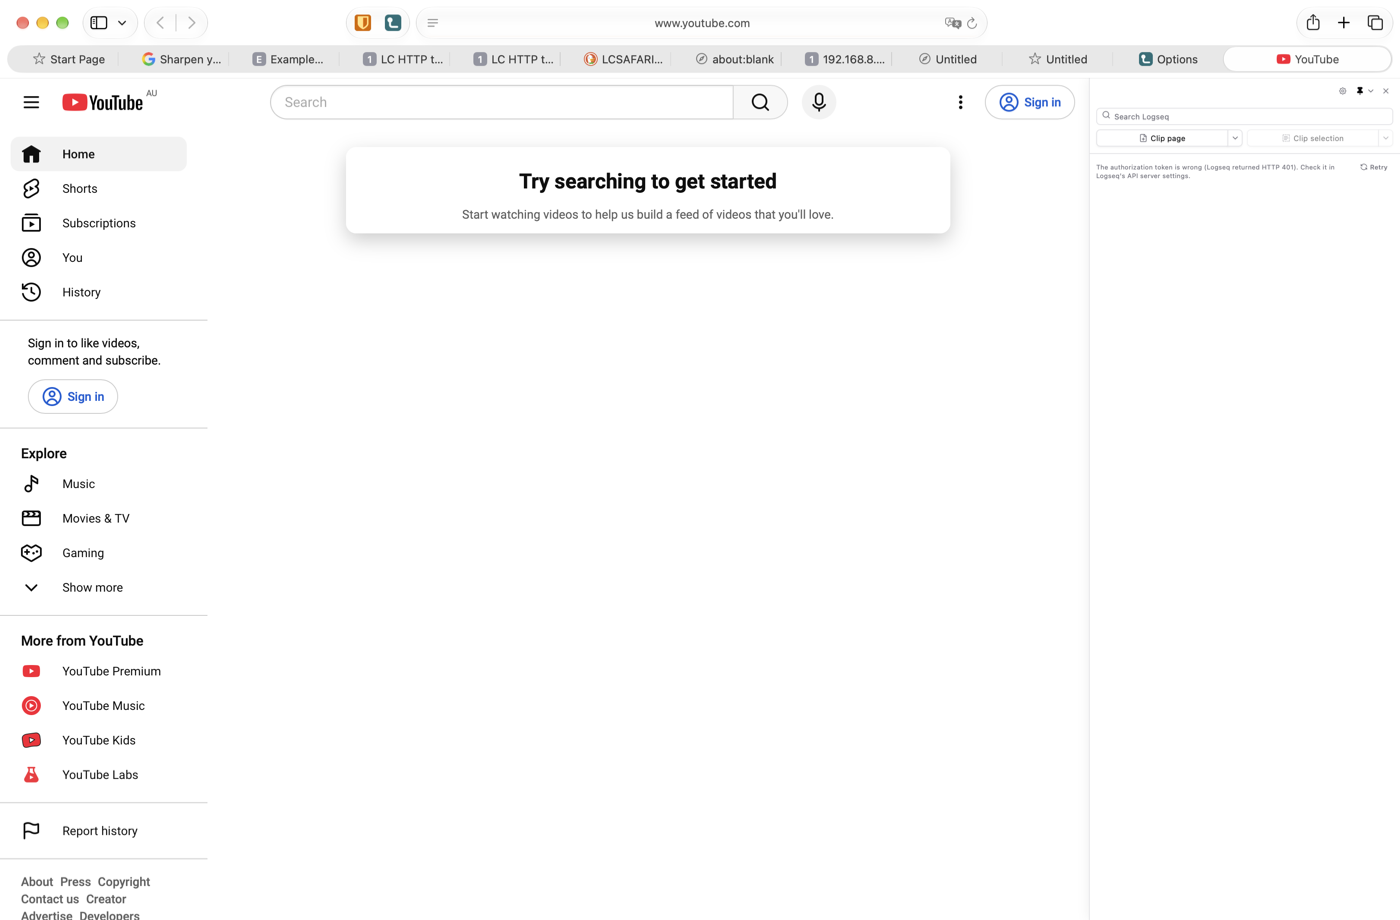 www.youtube.com
Start Page
Sharpen y...
E Example...
1 LC HTTP t...
1 LC HTTP t...
LCSAFARI...
about:blank
1 192.168.8....
Untitled
Untitled
Options
YouTube
YouTube AU
Search
Sign in
Home
Shorts
Subscriptions
You
History
Sign in to like videos,
comment and subscribe.
Sign in
Explore
Music
Movies & TV
Gaming
Show more
More from YouTube
YouTube Premium
YouTube Music
YouTube Kids
YouTube Labs
Report history
About Press Copyright
Contact us Creator
Advertise Developers
Try searching to get started
Start watching videos to help us build a feed of videos that you'll love.
Search Logseq
Clip page
Clip selection
The authorization token is wrong (Logseq returned HTTP 401). Check it in
Logseq's API server settings.
Retry